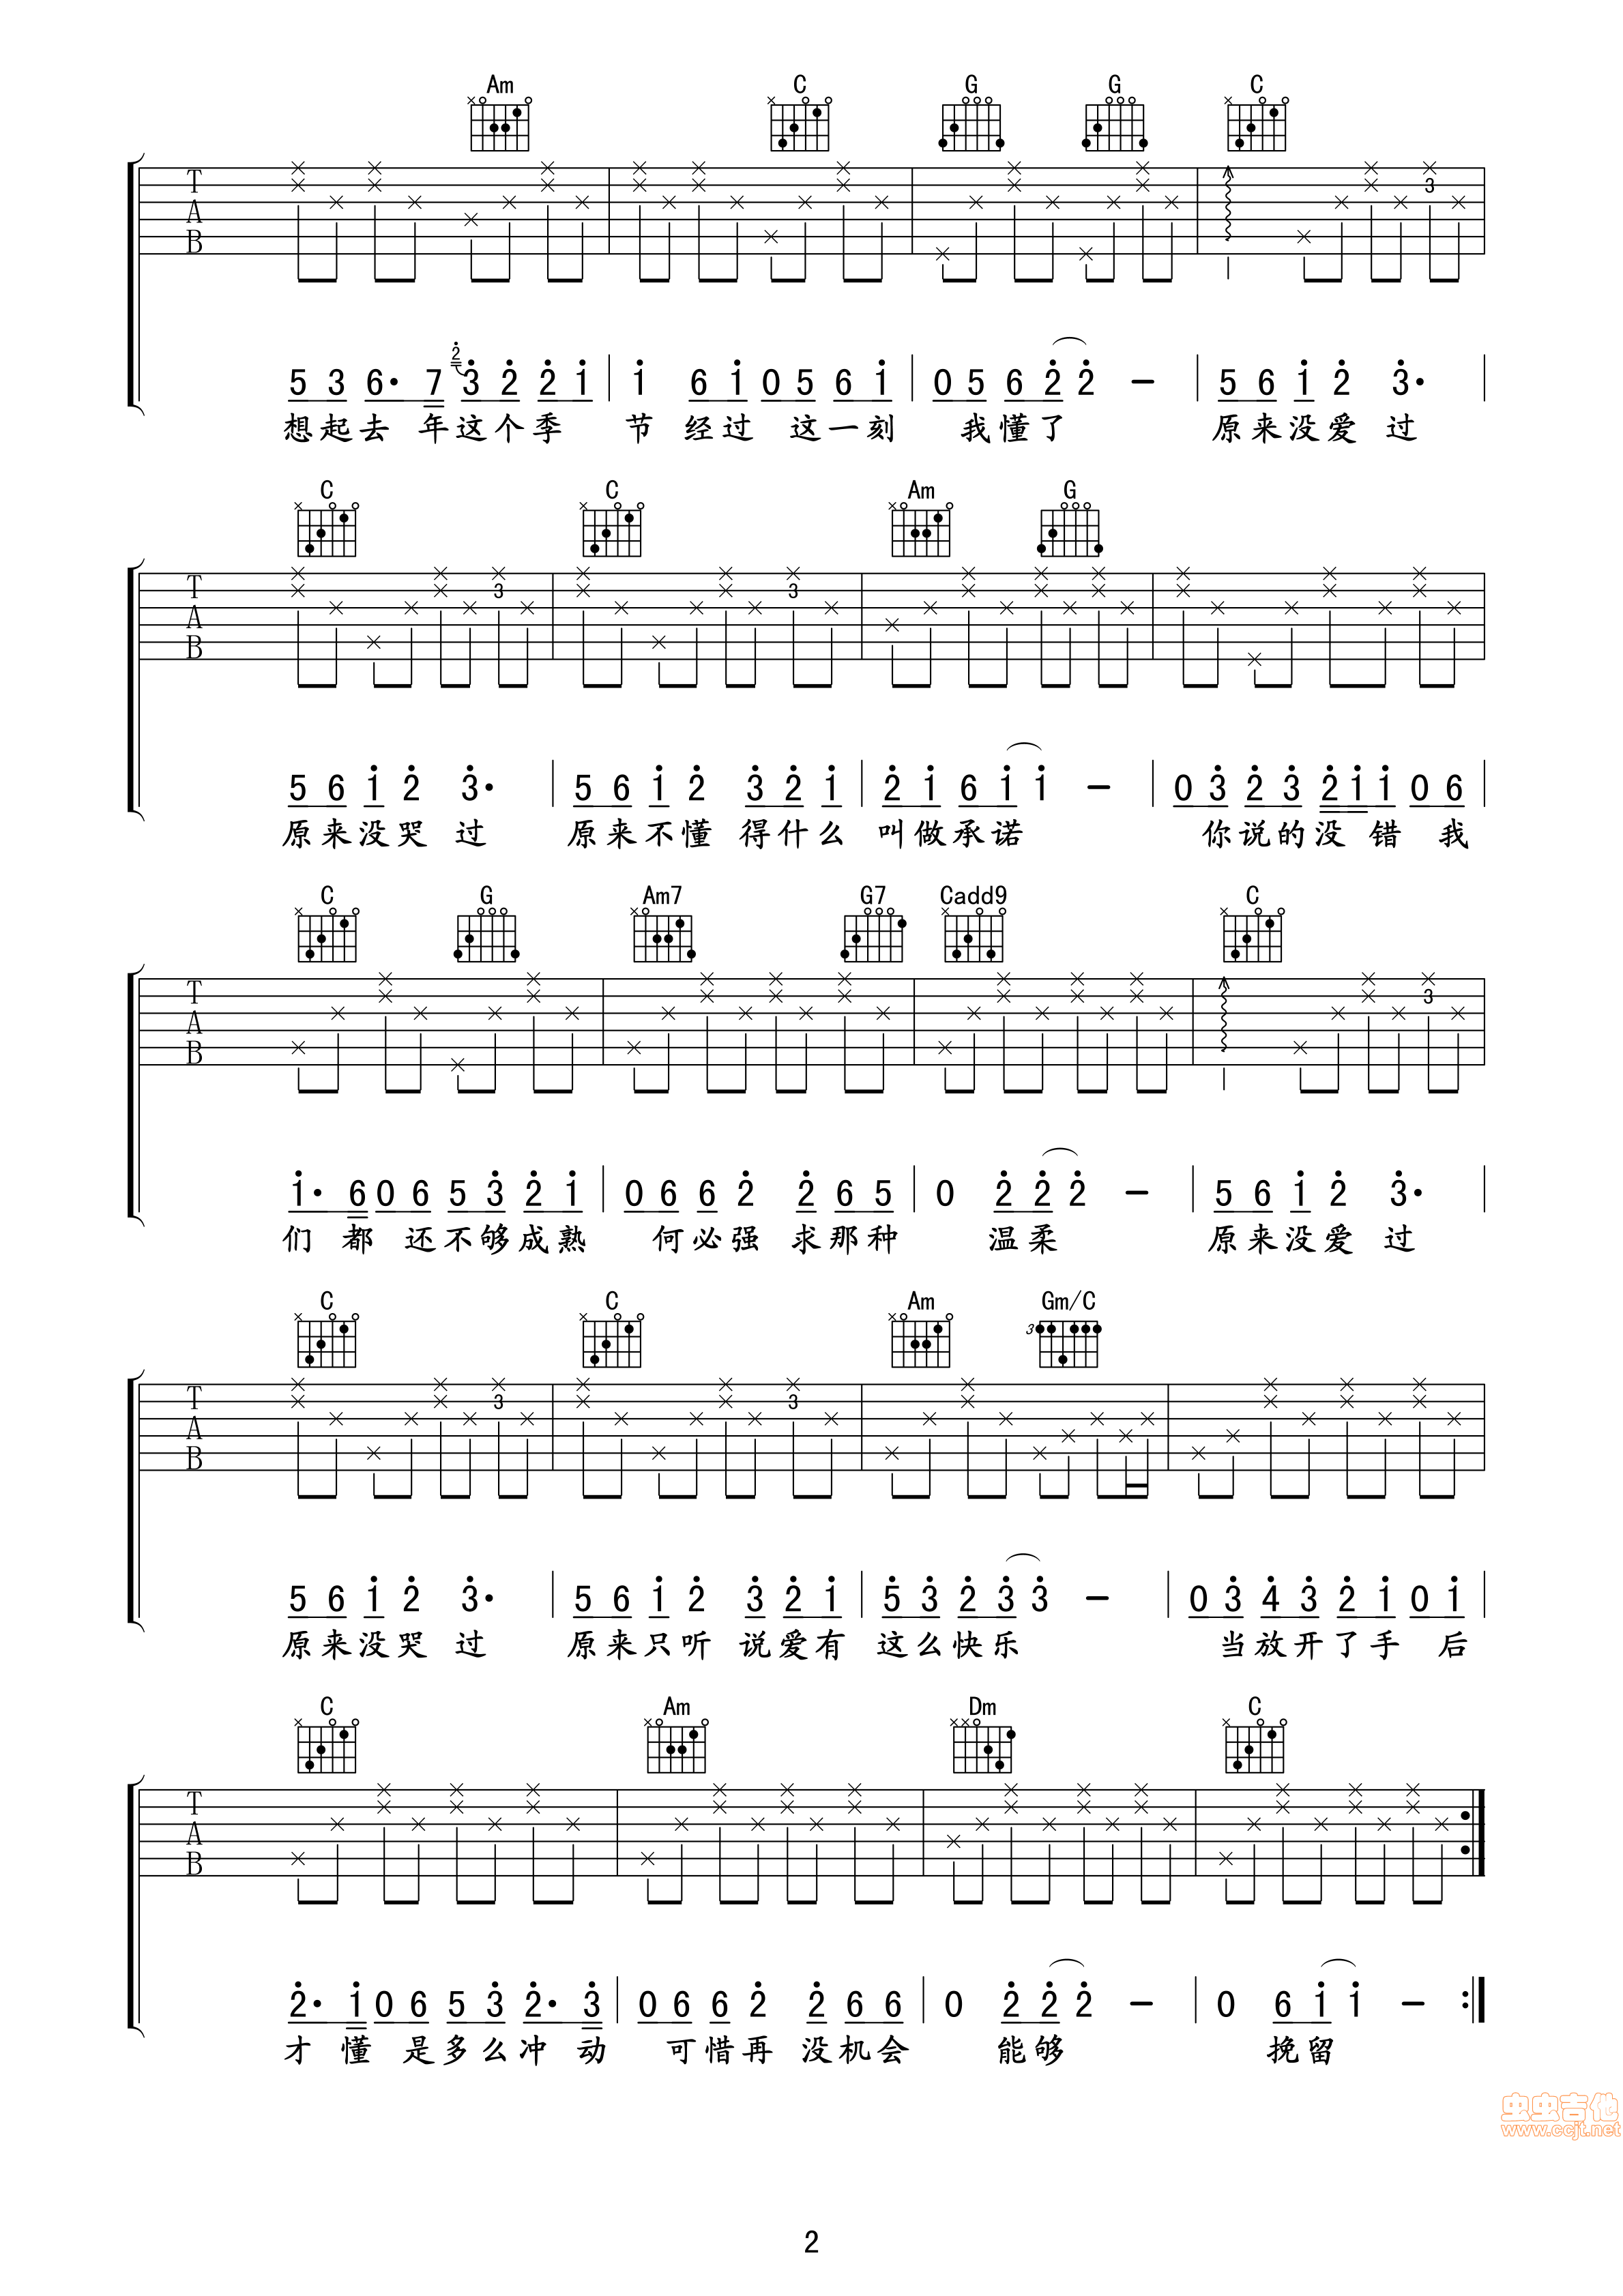 Am C G G C
T 3
A
B
5 3 6· 7 2 3 2 2 1 1 6 1 0 5 6 1 0 5 6 2 2 - 5 6 1 2 3·
想起去 年这个季 节 经过 这一刻 我懂了 原来没爱 过
C C Am G
T 3 3
A
B
5 6 1 2 3· 5 6 1 2 3 2 1 2 1 6 1 1 - 0 3 2 3 2 1 1 0 6
原来没哭 过 原来不懂 得什么 叫做承诺 你说的没 错 我
C G Am7 G7 Cadd9 C
T 3
A
B
1· 6 0 6 5 3 2 1 0 6 6 2 2 6 5 0 2 2 2 - 5 6 1 2 3·
们 都 还不够成熟 何必强 求那种 温柔 原来没爱 过
C C Am Gm/C
3
T 3 3
A
B
5 6 1 2 3· 5 6 1 2 3 2 1 5 3 2 3 3 - 0 3 4 3 2 1 0 1
原来没哭 过 原来只听 说爱有 这么快乐 当放开了手 后
C Am Dm C
T
A
B
2· 1 0 6 5 3 2· 3 0 6 6 2 2 6 6 0 2 2 2 - 0 6 1 1 -
才 懂 是多么冲 动 可惜再 没机会 能够 挽留
虫虫吉他
www.ccjt.net
2